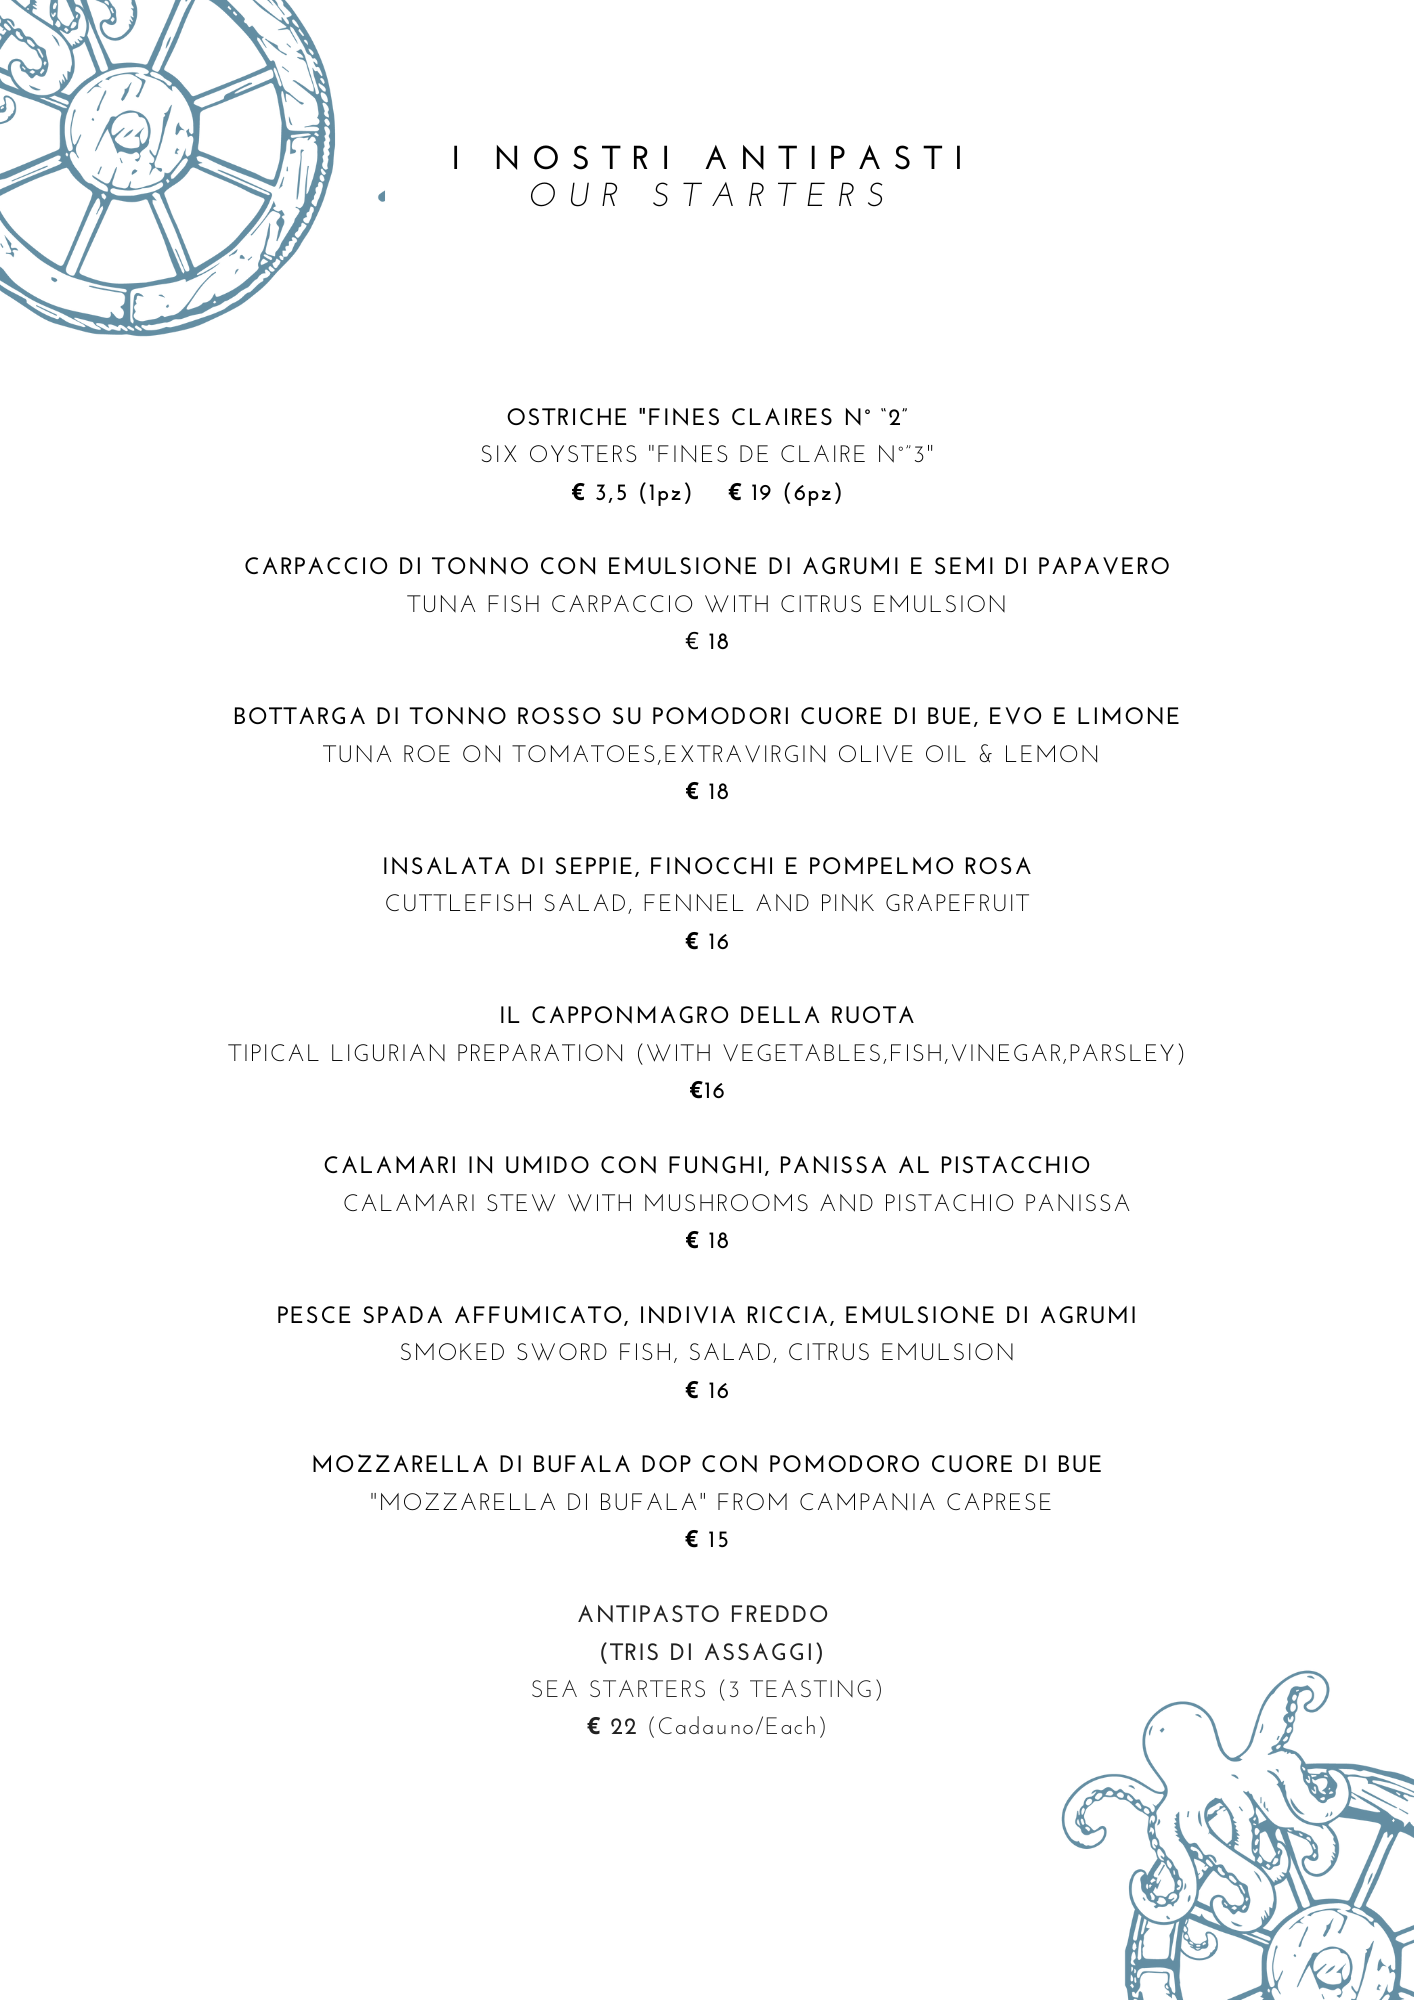 I NOSTRI ANTIPASTI
OUR STARTERS
OSTRICHE "FINES CLAIRES N° “2”
SIX OYSTERS "FINES DE CLAIRE N°”3"
€ 3,5 (1pz) € 19 (6pz)
CARPACCIO DI TONNO CON EMULSIONE DI AGRUMI E SEMI DI PAPAVERO
TUNA FISH CARPACCIO WITH CITRUS EMULSION
€ 18
BOTTARGA DI TONNO ROSSO SU POMODORI CUORE DI BUE, EVO E LIMONE
TUNA ROE ON TOMATOES,EXTRAVIRGIN OLIVE OIL & LEMON
€ 18
INSALATA DI SEPPIE, FINOCCHI E POMPELMO ROSA
CUTTLEFISH SALAD, FENNEL AND PINK GRAPEFRUIT
€ 16
IL CAPPONMAGRO DELLA RUOTA
TIPICAL LIGURIAN PREPARATION (WITH VEGETABLES,FISH,VINEGAR,PARSLEY)
€16
CALAMARI IN UMIDO CON FUNGHI, PANISSA AL PISTACCHIO
CALAMARI STEW WITH MUSHROOMS AND PISTACHIO PANISSA
€ 18
PESCE SPADA AFFUMICATO, INDIVIA RICCIA, EMULSIONE DI AGRUMI
SMOKED SWORD FISH, SALAD, CITRUS EMULSION
€ 16
MOZZARELLA DI BUFALA DOP CON POMODORO CUORE DI BUE
"MOZZARELLA DI BUFALA" FROM CAMPANIA CAPRESE
€ 15
ANTIPASTO FREDDO
(TRIS DI ASSAGGI)
SEA STARTERS (3 TEASTING)
€ 22 (Cadauno/Each)